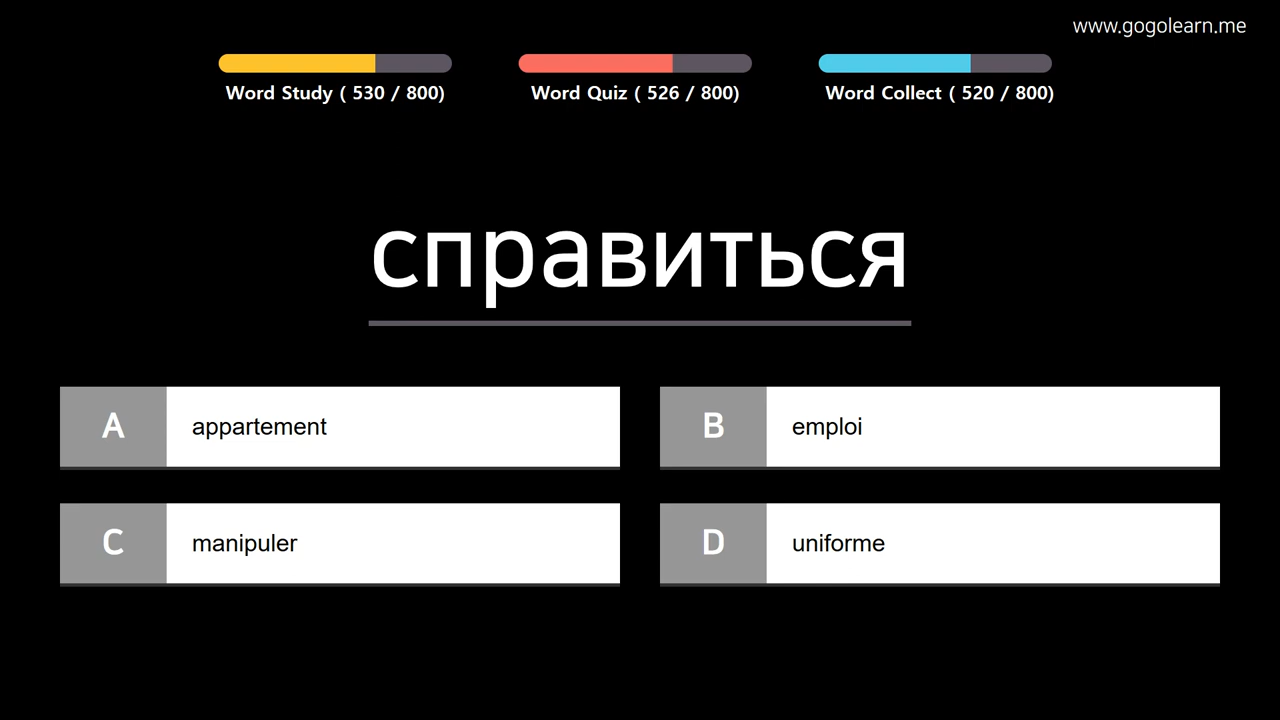 www.gogolearn.me
Word Study ( 530 / 800)
Word Quiz ( 526 / 800)
Word Collect ( 520 / 800)
справиться
A appartement
B emploi
C manipuler
D uniforme